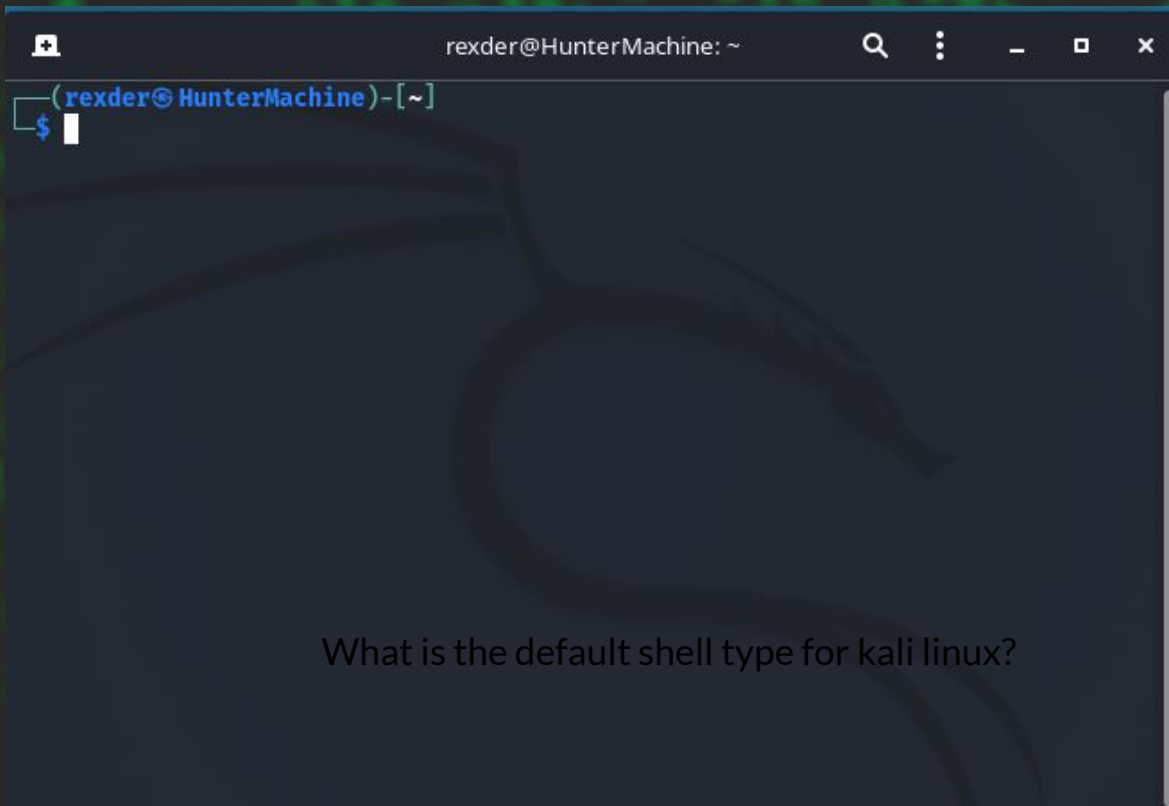 rexder@HunterMachine: ~
┌──(rexder㉿HunterMachine)-[~]
└─$
What is the default shell type for kali linux?